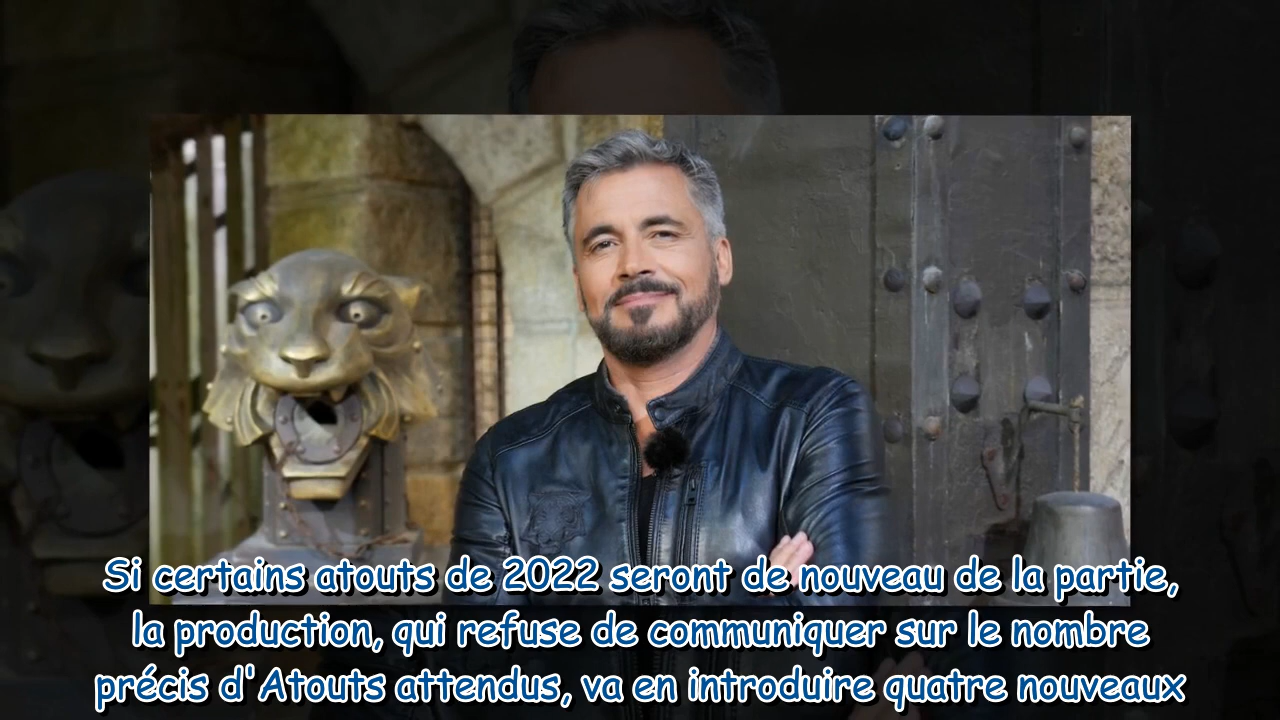 Si certains atouts de 2022 seront de nouveau de la partie,
la production, qui refuse de communiquer sur le nombre
précis d'Atouts attendus, va en introduire quatre nouveaux